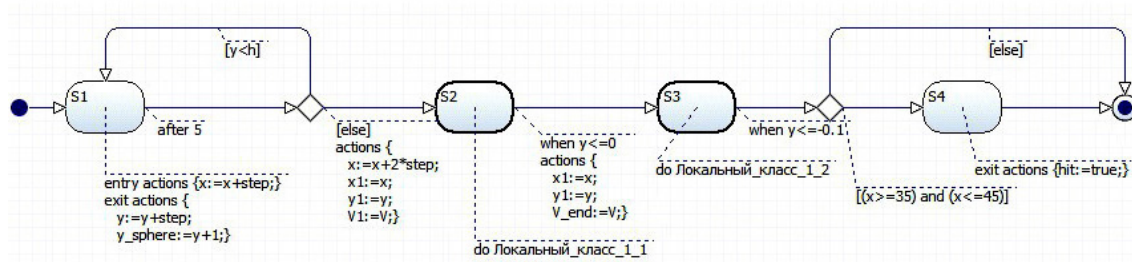 [y<h]
[else]
S1
S2
S3
S4
after 5
[else]
actions {
x:=x+2*step;
x1:=x;
y1:=y;
V1:=V;}
when y<=0
actions {
x1:=x;
y1:=y;
V_end:=V;}
when y<=-0.1
do Локальный_класс_1_2
exit actions {hit:=true;}
entry actions {x:=x+step;}
exit actions {
y:=y+step;
y_sphere:=y+1;}
[(x>=35) and (x<=45)]
do Локальный_класс_1_1